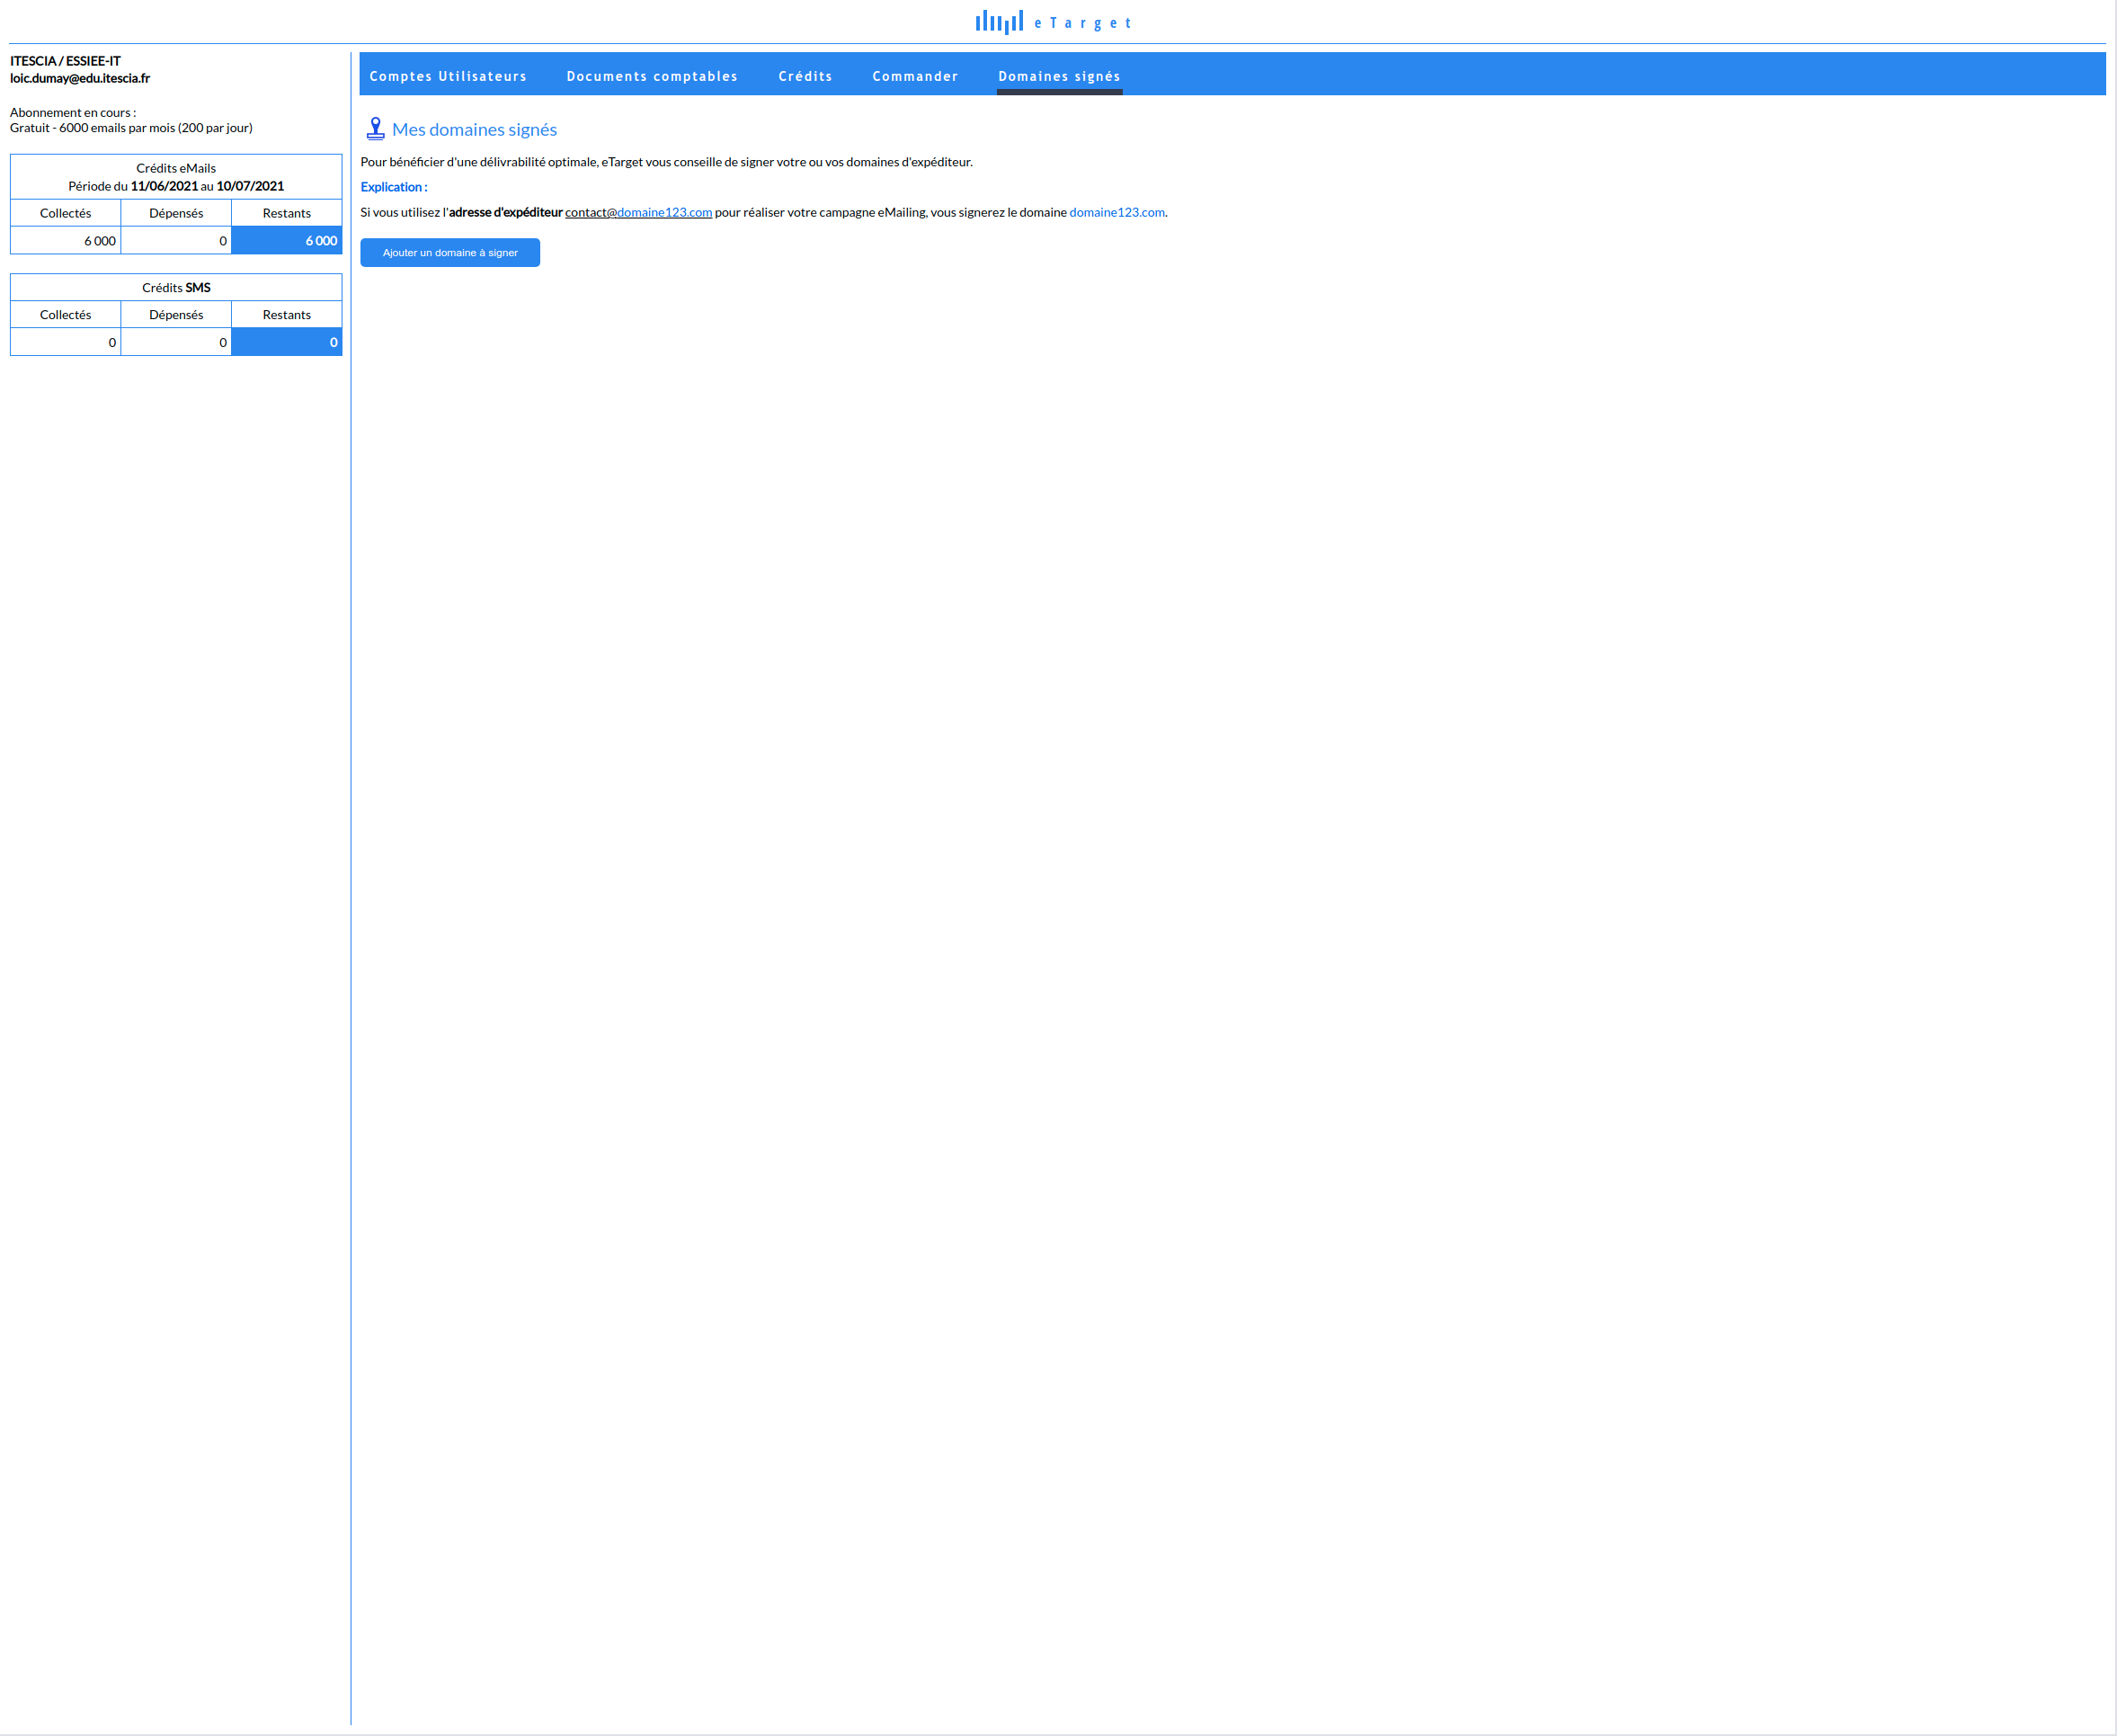 eTarget
ITESCIA / ESSIEE-IT
loic.dumay@edu.itescia.fr
Abonnement en cours :
Gratuit - 6000 emails par mois (200 par jour)
Crédits eMails
Période du 11/06/2021 au 10/07/2021
Collectés Dépensés Restants
6 000 0 6 000
Crédits SMS
Collectés Dépensés Restants
0 0 0
Comptes Utilisateurs Documents comptables Crédits Commander Domaines signés
Mes domaines signés
Pour bénéficier d'une délivrabilité optimale, eTarget vous conseille de signer votre ou vos domaines d'expéditeur.
Explication :
Si vous utilisez l'adresse d'expéditeur contact@domaine123.com pour réaliser votre campagne eMailing, vous signerez le domaine domaine123.com.
Ajouter un domaine à signer